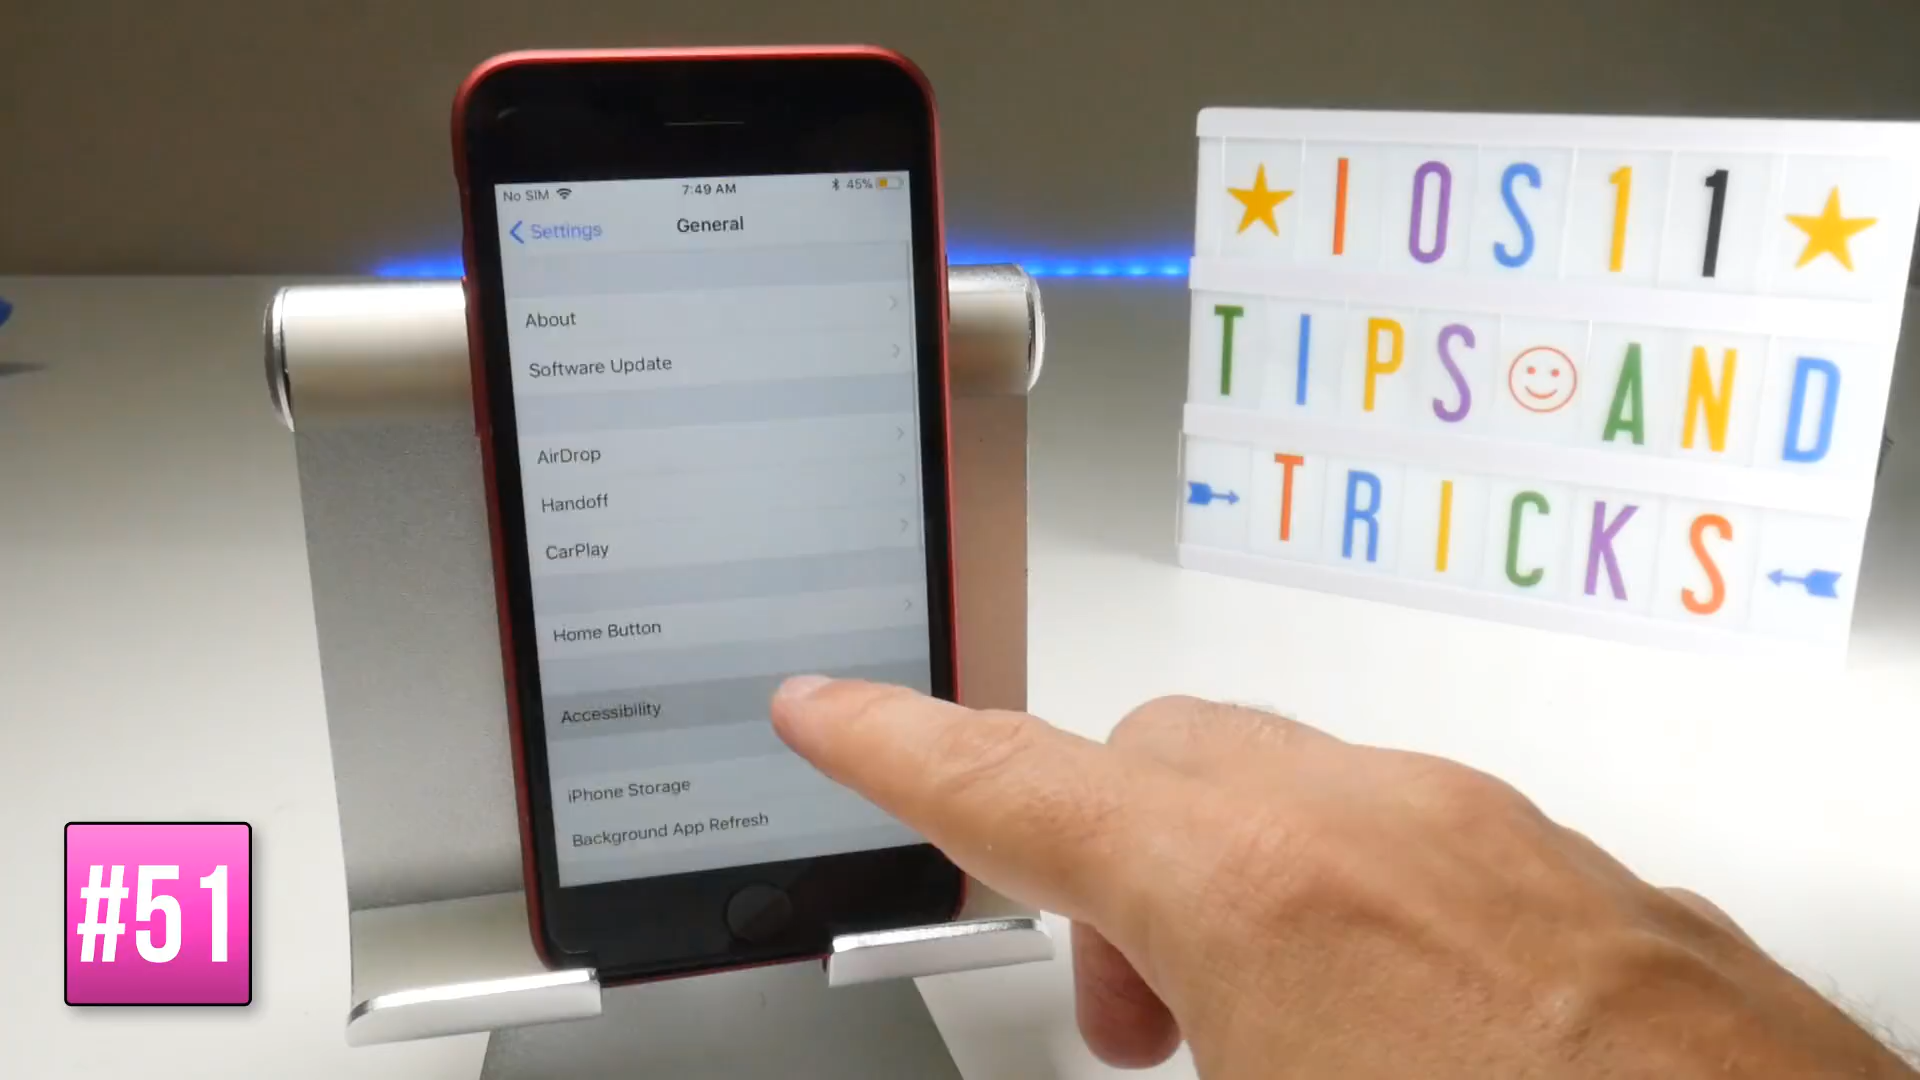 No SIM 7:49 AM 45%
Settings General
About
Software Update
AirDrop
Handoff
CarPlay
Home Button
Accessibility
iPhone Storage
Background App Refresh
IOS 11
TIPS AND
TRICKS
#51